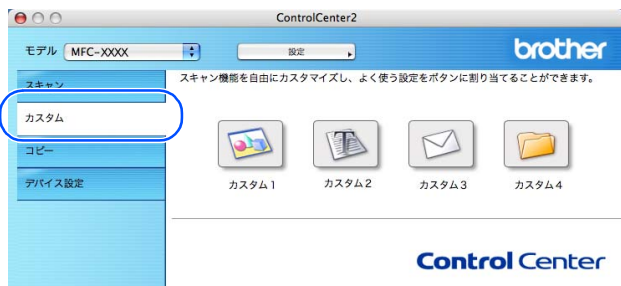 ControlCenter2
モデル MFC-XXXX 設定 brother
スキャン
スキャン機能を自由にカスタマイズし、よく使う設定をボタンに割り当てることができます。
カスタム
コピー
デバイス設定
カスタム1 カスタム2 カスタム3 カスタム4
Control Center